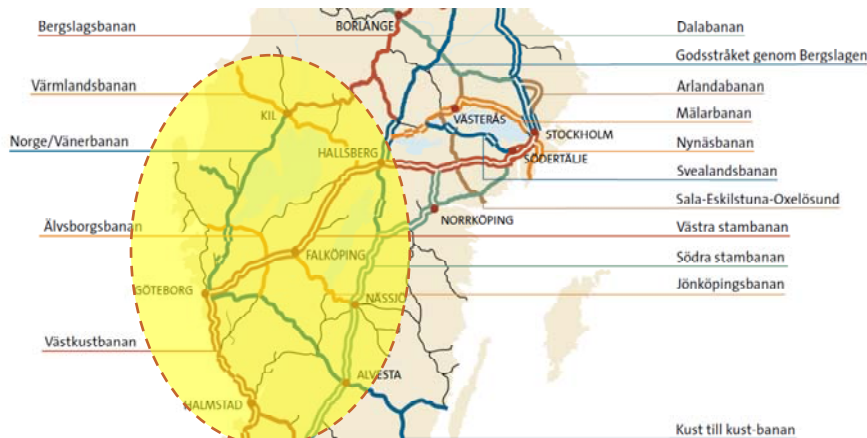 Bergslagsbanan
BORLÄNGE
Dalabanan
Godsstråket genom Bergslagen
Värmlandsbanan
Arlandabanan
KIL
VÄSTERÅS
Mälarbanan
STOCKHOLM
Norge/Vänerbanan
Nynäsbanan
HALLSBERG
SÖDERTÄLJE
Svealandsbanan
Sala-Eskilstuna-Oxelösund
NORRKÖPING
Älvsborgsbanan
Västra stambanan
FALKÖPING
Södra stambanan
GÖTEBORG
NÄSSJÖ
Jönköpingsbanan
Västkustbanan
ALVESTA
HALMSTAD
Kust till kust-banan